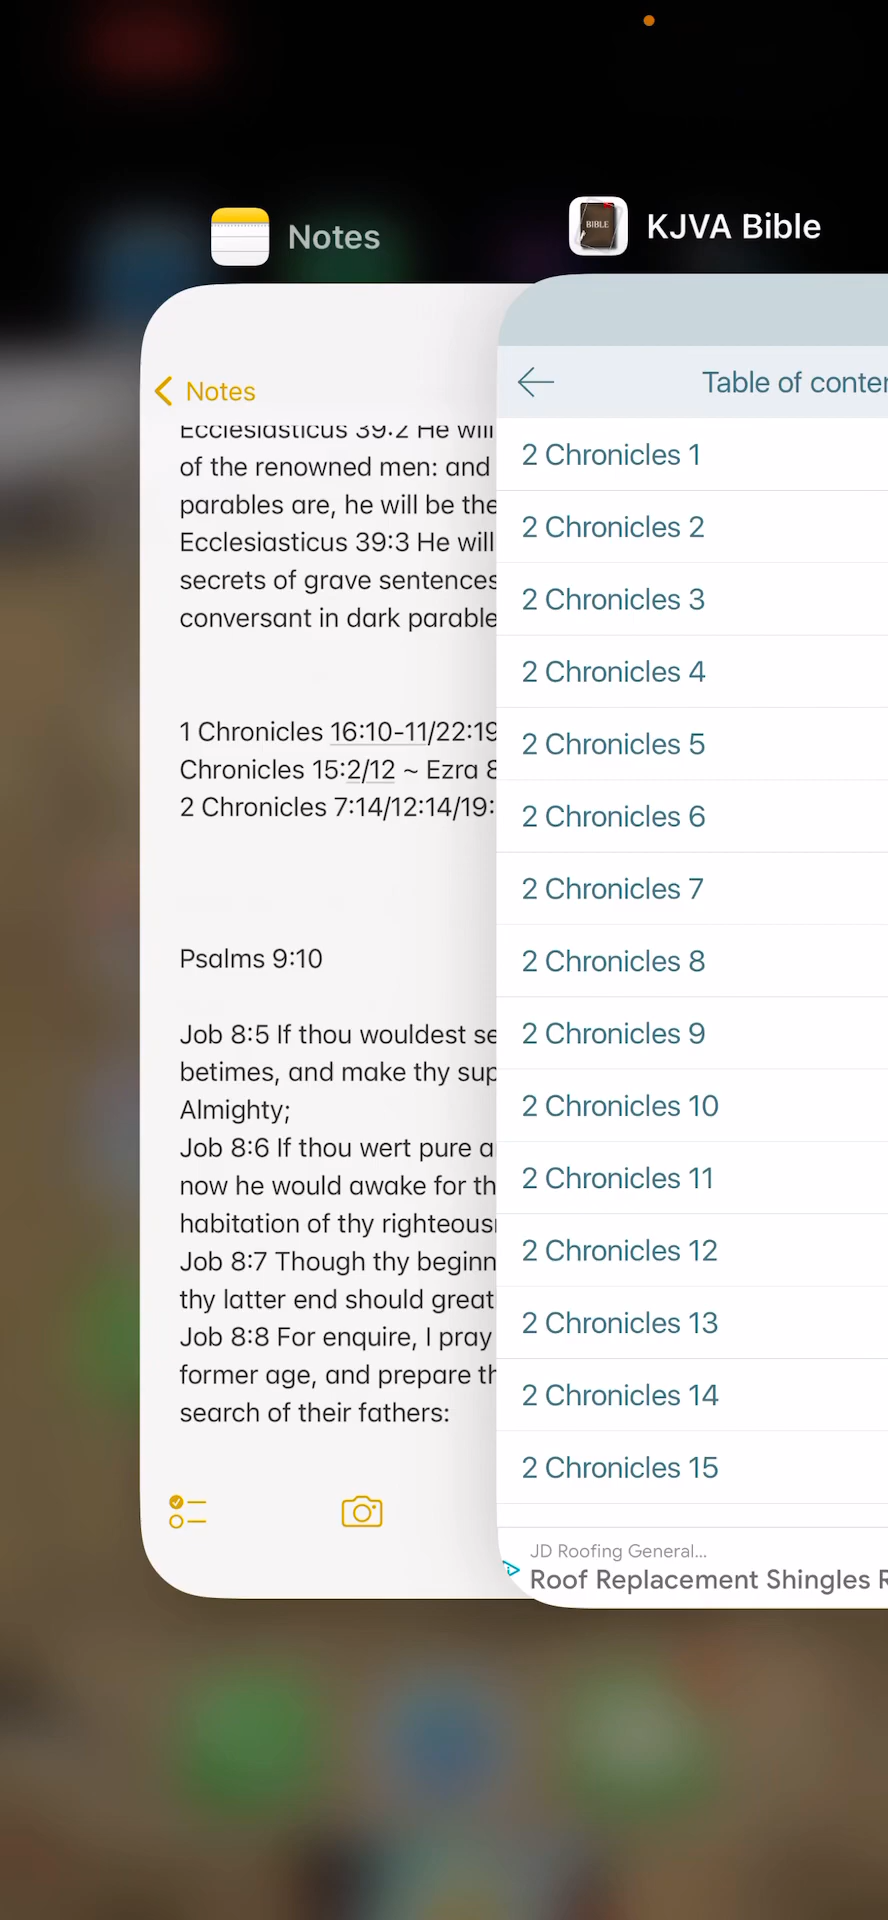 Notes
KJVA Bible
BIBLE
Notes
Ecclesiasticus 39:2 He will
of the renowned men: and
parables are, he will be the
Ecclesiasticus 39:3 He will
secrets of grave sentences
conversant in dark parable
1 Chronicles 16:10-11/22:19
Chronicles 15:2/12 ~ Ezra 8
2 Chronicles 7:14/12:14/19:
Psalms 9:10
Job 8:5 If thou wouldest se
betimes, and make thy sup
Almighty;
Job 8:6 If thou wert pure a
now he would awake for th
habitation of thy righteous
Job 8:7 Though thy beginn
thy latter end should great
Job 8:8 For enquire, I pray
former age, and prepare th
search of their fathers:
Table of conten
2 Chronicles 1
2 Chronicles 2
2 Chronicles 3
2 Chronicles 4
2 Chronicles 5
2 Chronicles 6
2 Chronicles 7
2 Chronicles 8
2 Chronicles 9
2 Chronicles 10
2 Chronicles 11
2 Chronicles 12
2 Chronicles 13
2 Chronicles 14
2 Chronicles 15
JD Roofing General...
Roof Replacement Shingles R